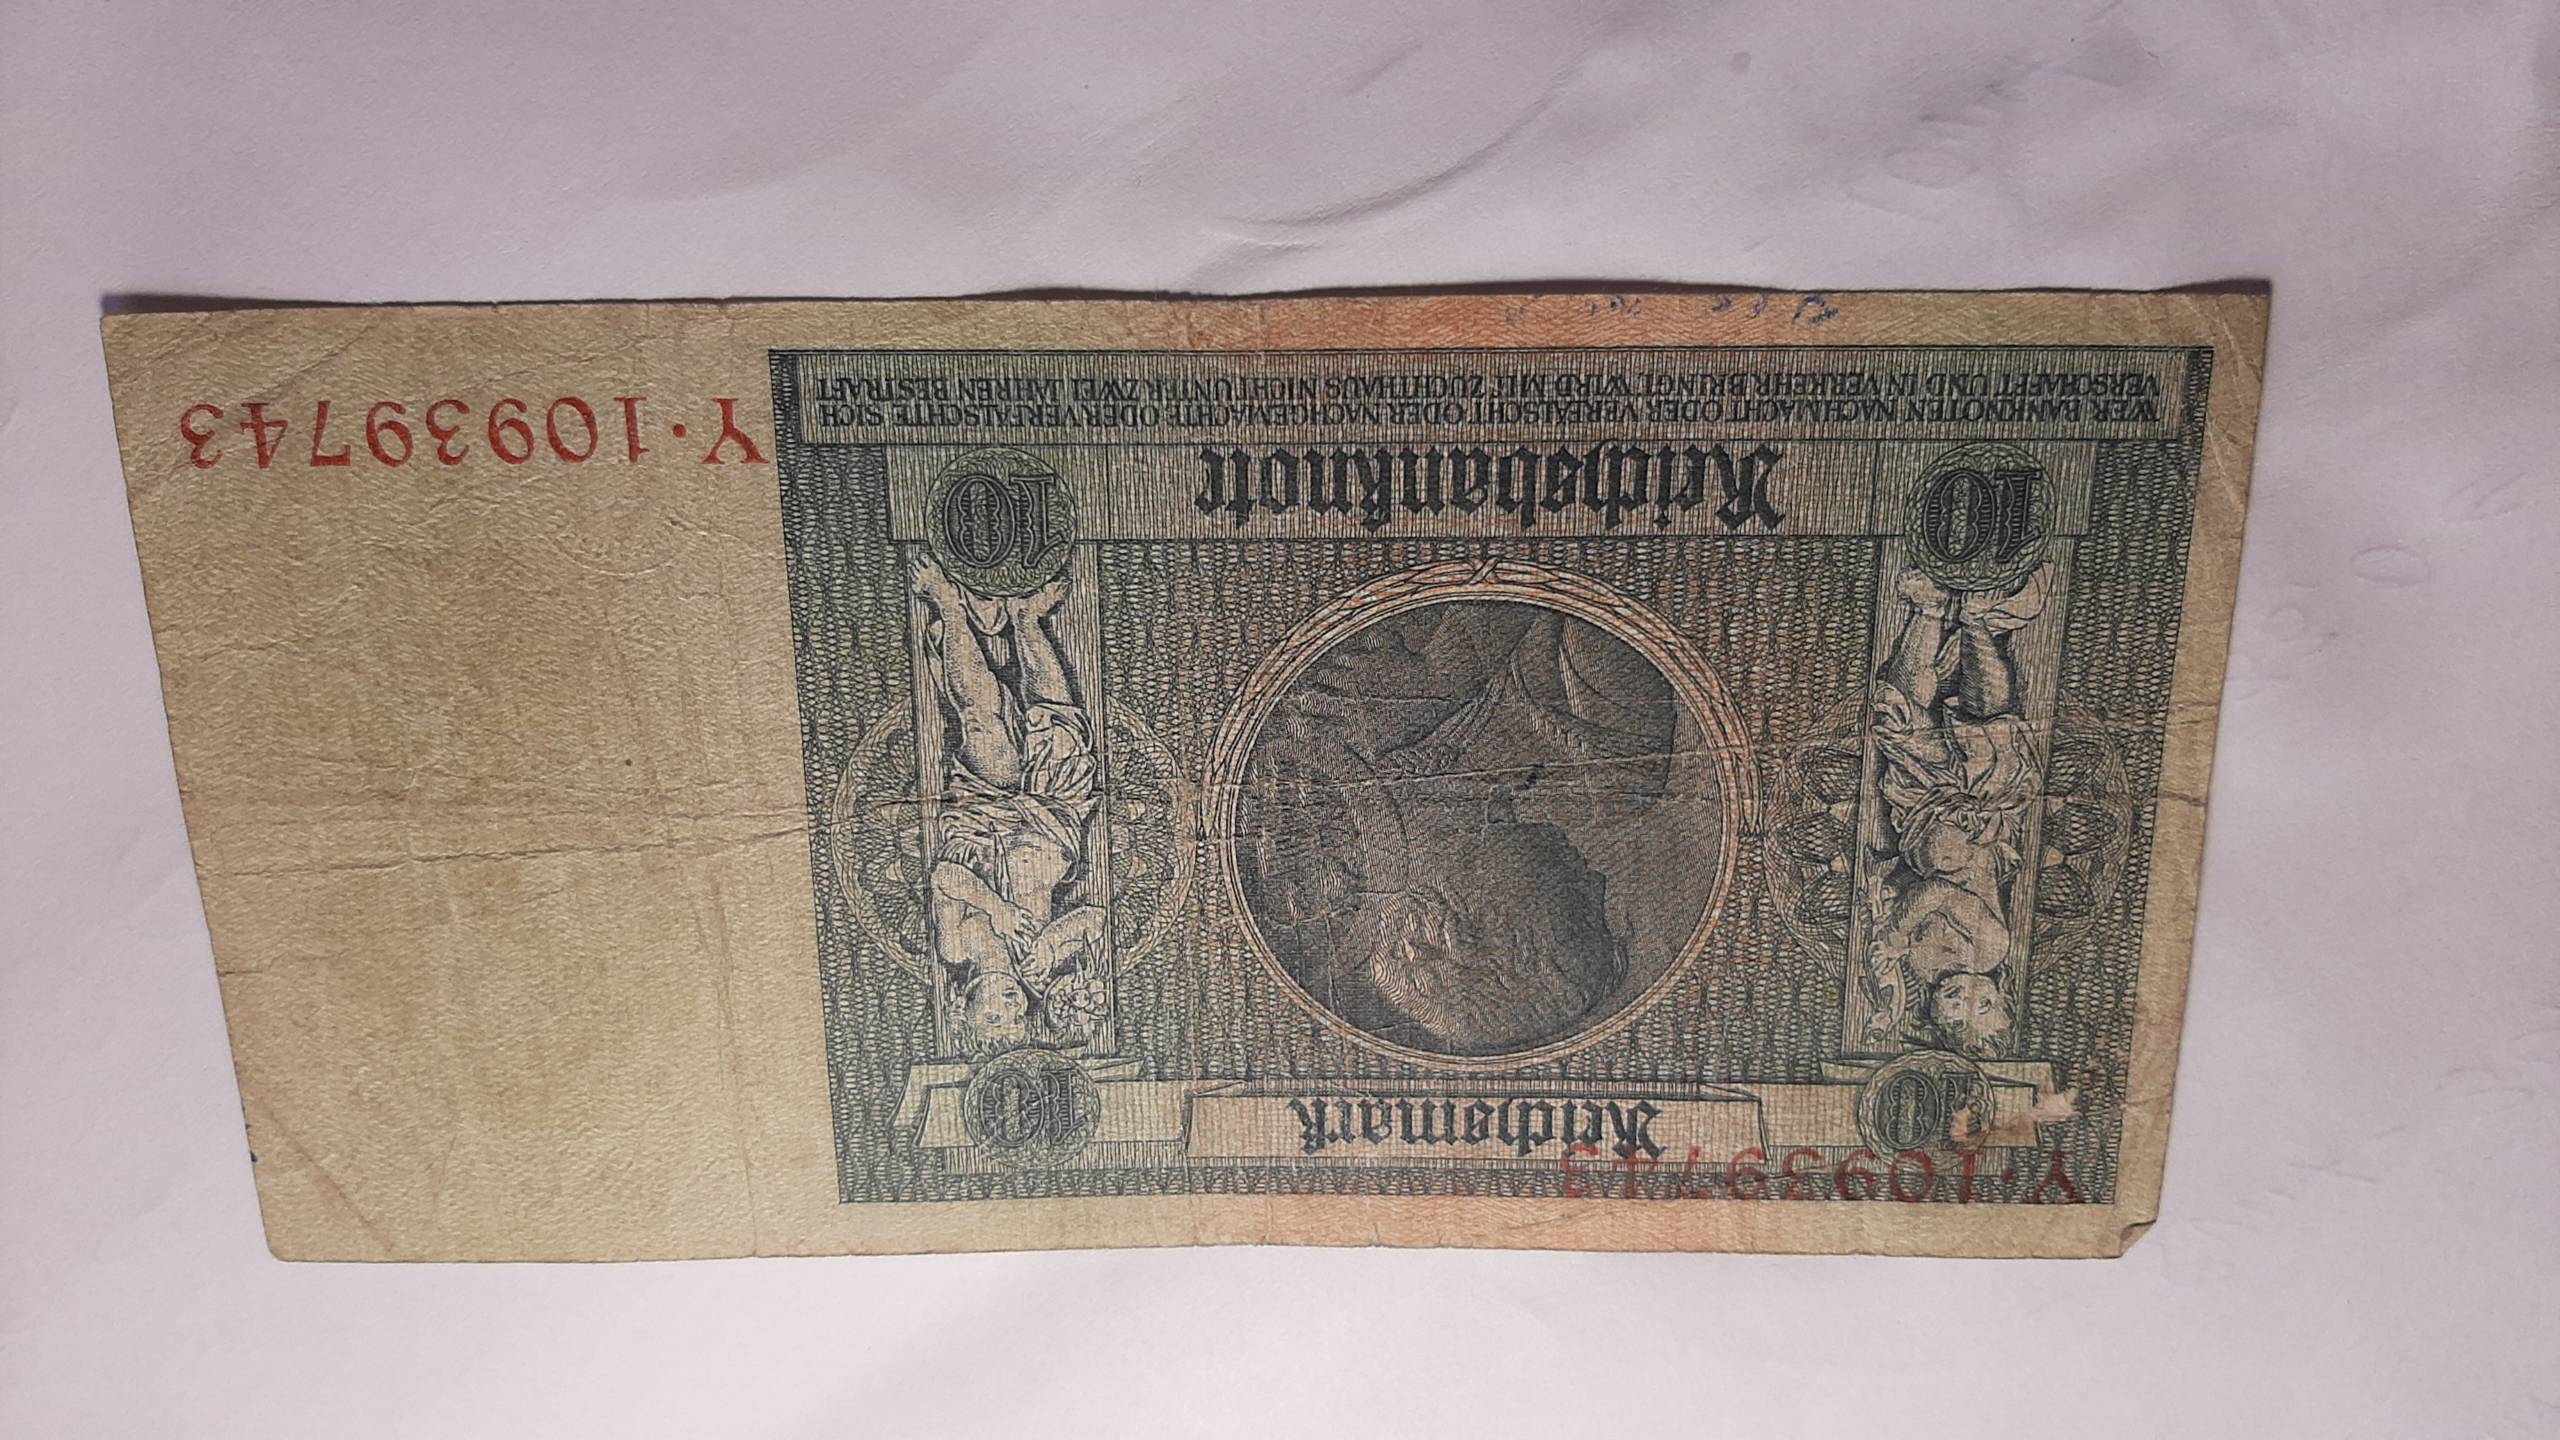 Y·10939743
10 Reichsmark 10
10 Reichsbanknote 10
WER BANKNOTEN NACHMACHT ODER VERFÄLSCHT ODER NACHGEMACHTE ODER VERFÄLSCHTE SICH
VERSCHAFFT UND IN VERKEHR BRINGT, WIRD MIT ZUCHTHAUS NICHT UNTER ZWEI JAHREN BESTRAFT
Y·10939743